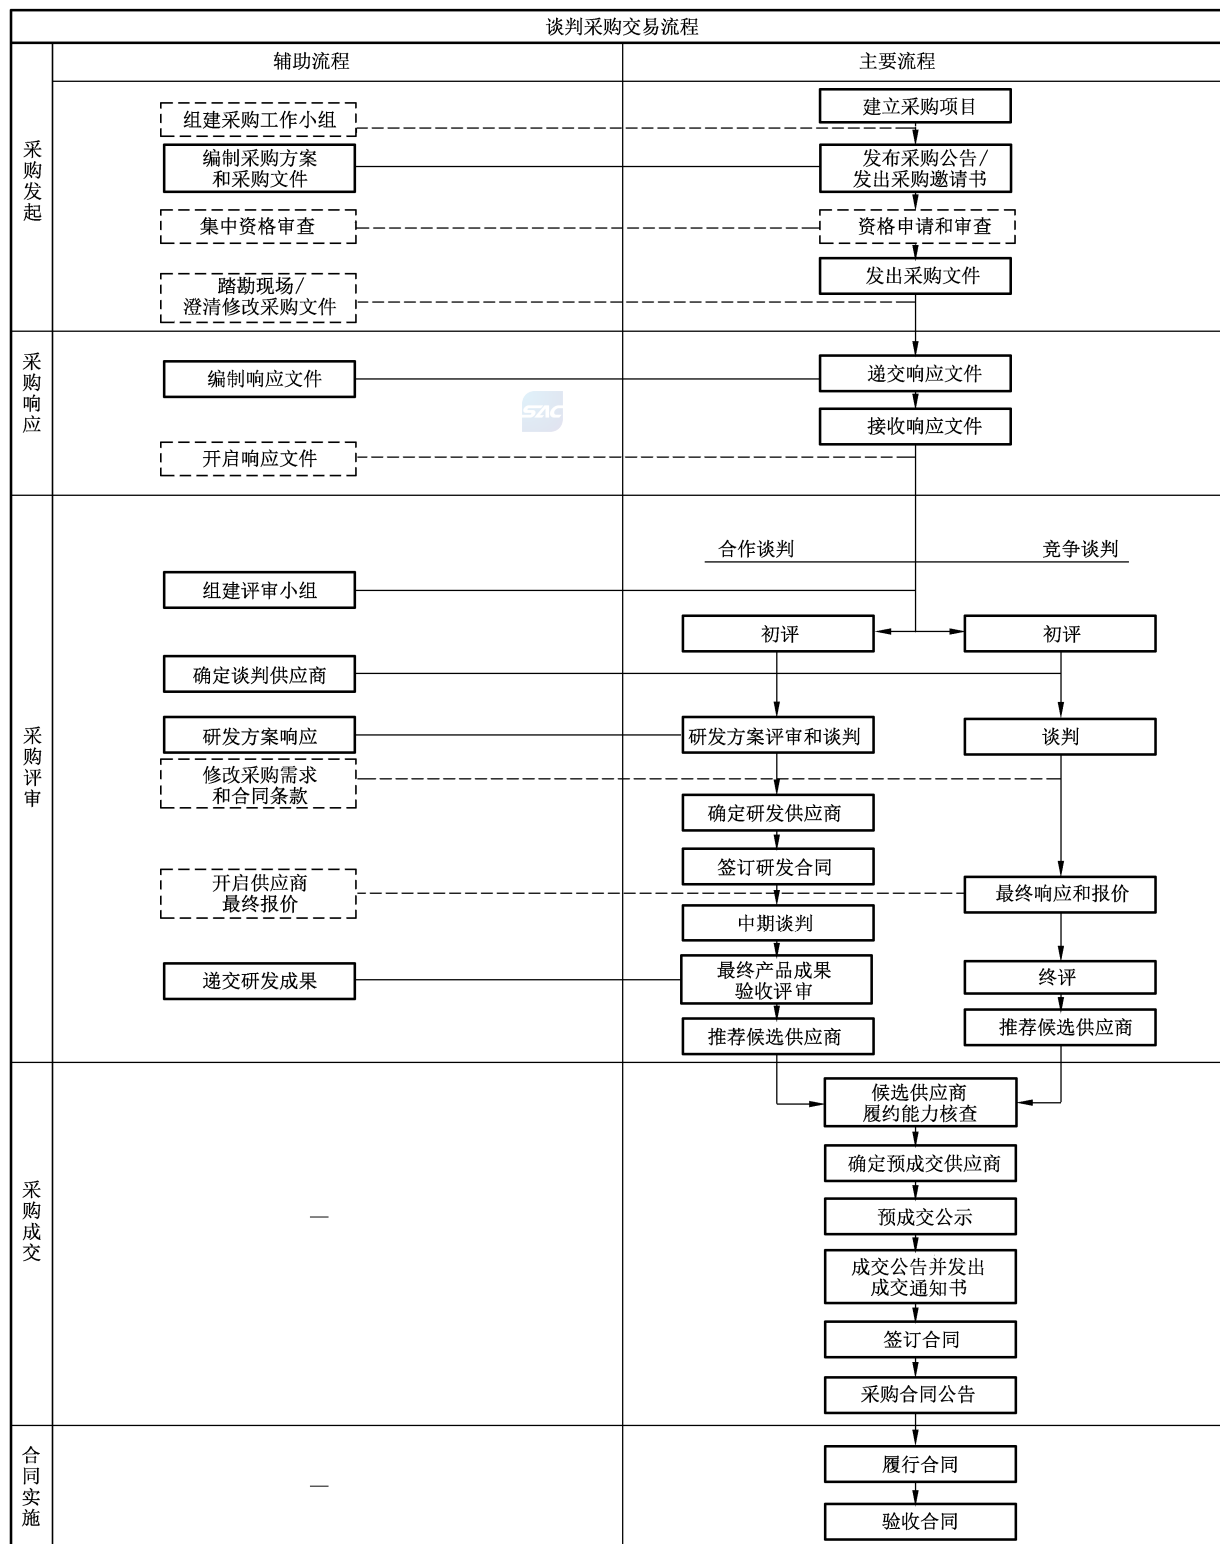 谈判采购交易流程
辅助流程
主要流程
采购发起
组建采购工作小组
建立采购项目
编制采购方案
和采购文件
发布采购公告/
发出采购邀请书
集中资格审查
资格申请和审查
踏勘现场/
澄清修改采购文件
发出采购文件
采购响应
编制响应文件
递交响应文件
SAC
接收响应文件
开启响应文件
采购评审
合作谈判
竞争谈判
组建评审小组
初评
初评
确定谈判供应商
研发方案响应
研发方案评审和谈判
谈判
修改采购需求
和合同条款
确定研发供应商
签订研发合同
开启供应商
最终报价
最终响应和报价
中期谈判
递交研发成果
最终产品成果
验收评审
终评
推荐候选供应商
推荐候选供应商
采购成交
—
候选供应商
履约能力核查
确定预成交供应商
预成交公示
成交公告并发出
成交通知书
签订合同
采购合同公告
合同实施
—
履行合同
验收合同